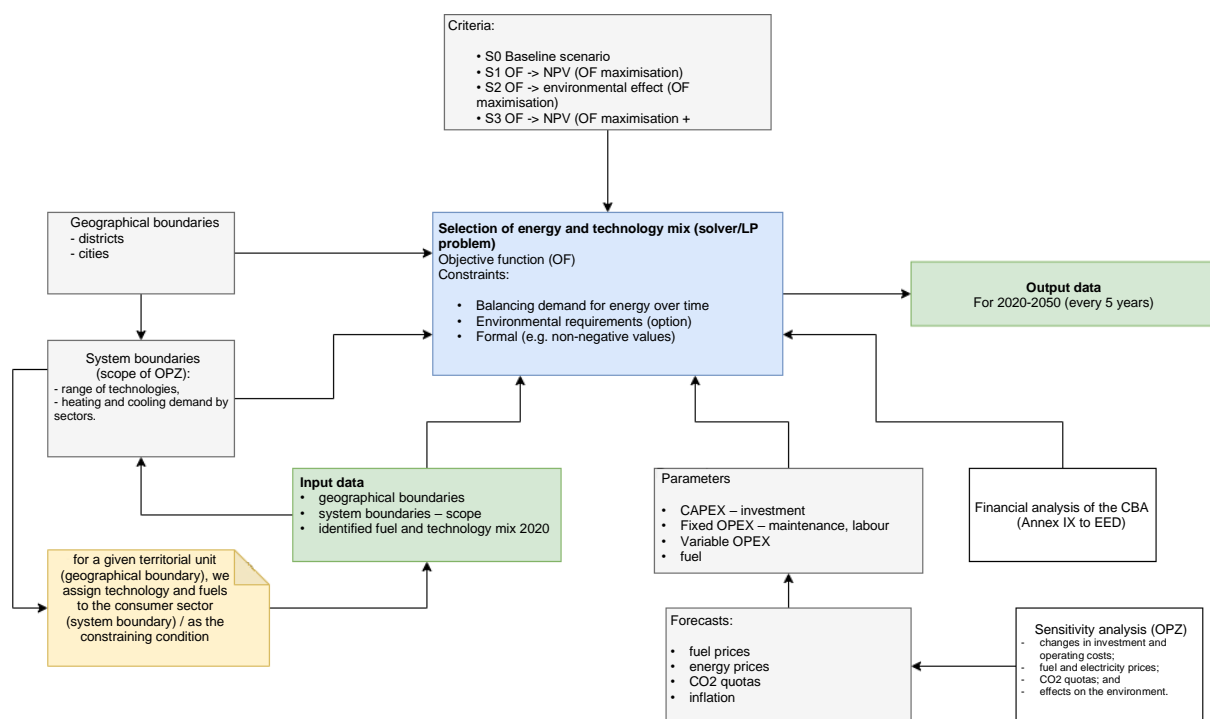 Criteria:
• S0 Baseline scenario
• S1 OF -> NPV (OF maximisation)
• S2 OF -> environmental effect (OF
maximisation)
• S3 OF -> NPV (OF maximisation +
Geographical boundaries
- districts
- cities
Selection of energy and technology mix (solver/LP
problem)
Objective function (OF)
Constraints:
• Balancing demand for energy over time
• Environmental requirements (option)
• Formal (e.g. non-negative values)
Output data
For 2020-2050 (every 5 years)
System boundaries
(scope of OPZ):
- range of technologies,
- heating and cooling demand by
sectors.
Input data
• geographical boundaries
• system boundaries – scope
• identified fuel and technology mix 2020
Parameters
• CAPEX – investment
• Fixed OPEX – maintenance, labour
• Variable OPEX
• fuel
Financial analysis of the CBA
(Annex IX to EED)
for a given territorial unit
(geographical boundary), we
assign technology and fuels
to the consumer sector
(system boundary) / as the
constraining condition
Forecasts:
• fuel prices
• energy prices
• CO2 quotas
• inflation
Sensitivity analysis (OPZ)
- changes in investment and
operating costs;
- fuel and electricity prices;
- CO2 quotas; and
- effects on the environment.